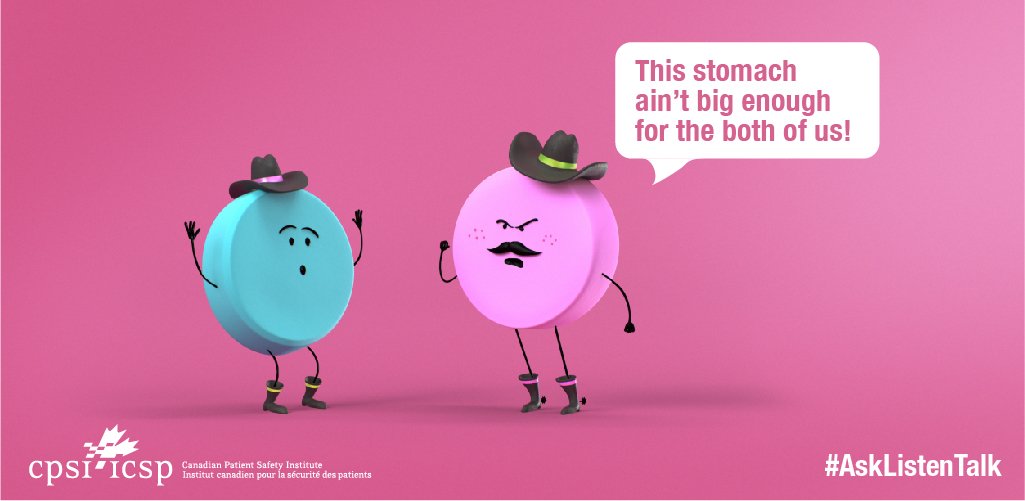 This stomach
ain't big enough
for the both of us!
cpsi icsp
Canadian Patient Safety Institute
Institut canadien pour la sécurité des patients
#AskListenTalk